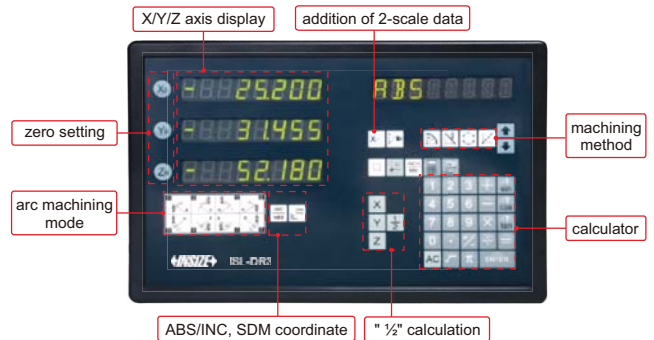 X/Y/Z axis display
addition of 2-scale data
X₀
- 25.200
ABS
zero setting
Y₀
- 31.455
machining method
Z₀
- 52.180
arc machining mode
X
Y ½
Z
1 2 3 +
4 5 6 -
7 8 9 ×
0 . +/- ÷ =
AC √ π ENTER
calculator
INSIZE ISL-DR3
ABS/INC, SDM coordinate
" ½" calculation